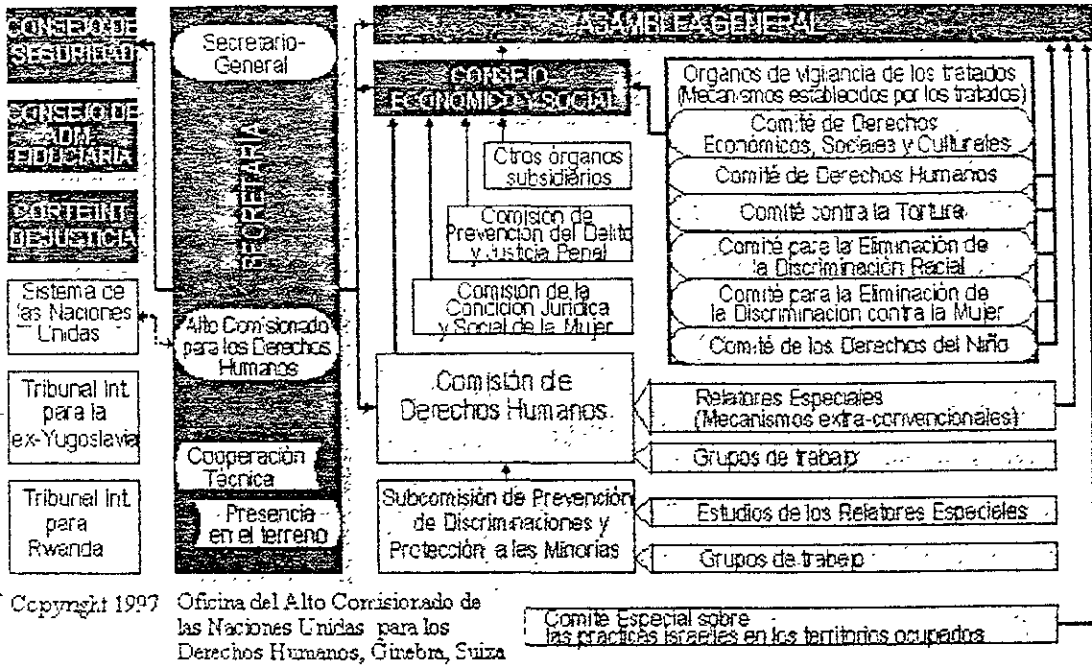 CONSEJO DE
SEGURIDAD
CONSEJO DE
ADM.
FIDUCIARIA
CORTE INT.
DE JUSTICIA
Sistema de
las Naciones
Unidas
Tribunal Int.
para la
ex-Yugoslavia
Tribunal Int.
para
Rwanda
Secretario-
General
SECRETARIA
Alto Comisionado
para los Derechos
Humanos
Cooperación
Técnica
Presencia
en el terreno
ASAMBLEA GENERAL
CONSEJO
ECONOMICO Y SOCIAL
Otros órganos
subsidiarios
Comisión de
Prevención del Delito
y Justicia Penal
Comisión de la
Condición Jurídica
y Social de la Mujer
Comisión de
Derechos Humanos
Subcomisión de Prevención
de Discriminaciones y
Protección a las Minorías
Organos de vigilancia de los tratados
(Mecanismos establecidos por los tratados)
Comité de Derechos
Económicos, Sociales y Culturales
Comité de Derechos Humanos
Comité contra la Tortura
Comité para la Eliminación de
la Discriminación Racial
Comité para la Eliminación de
la Discriminación contra la Mujer
Comité de los Derechos del Niño
Relatores Especiales
(Mecanismos extra-convencionales)
Grupos de trabajo
Estudios de los Relatores Especiales
Grupos de trabajo
Comité Especial sobre
las prácticas israelíes en los territorios ocupados
Copyright 1997
Oficina del Alto Comisionado de
las Naciones Unidas para los
Derechos Humanos, Ginebra, Suiza